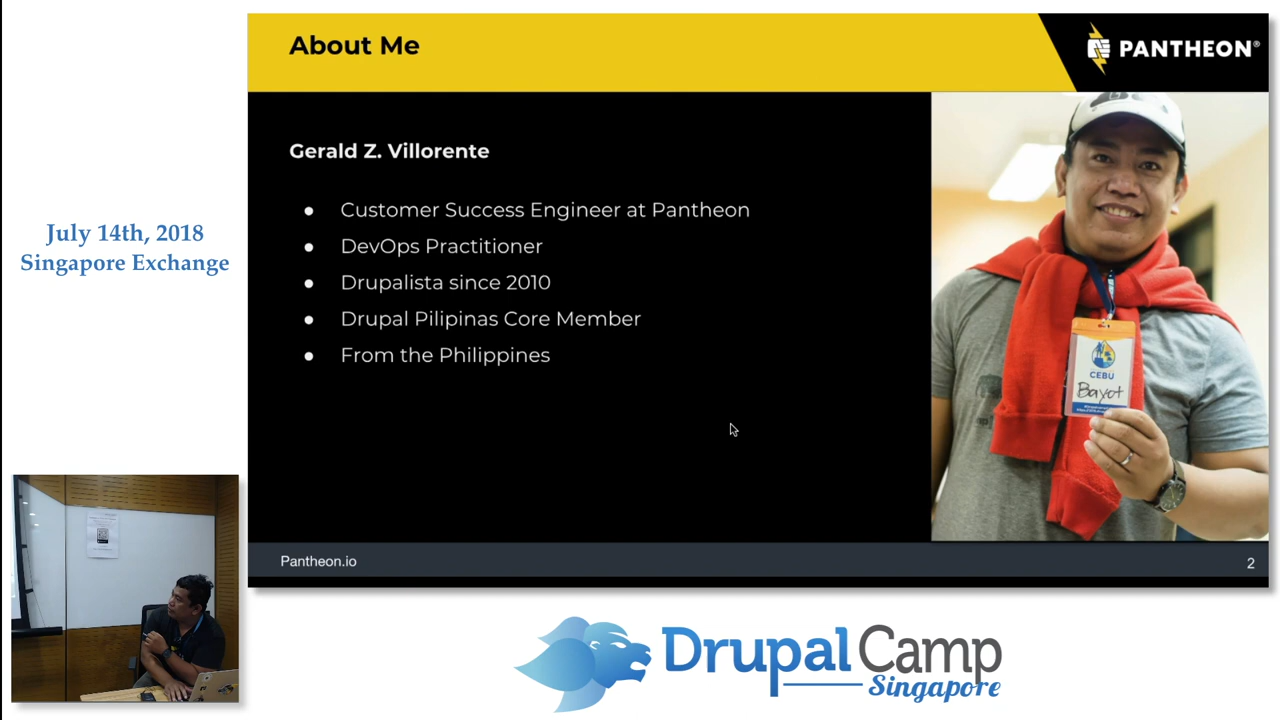 About Me
PANTHEON®
July 14th, 2018
Singapore Exchange
Gerald Z. Villorente
● Customer Success Engineer at Pantheon
● DevOps Practitioner
● Drupalista since 2010
● Drupal Pilipinas Core Member
● From the Philippines
CEBU
Bayot
Pantheon.io
2
DrupalCamp
Singapore